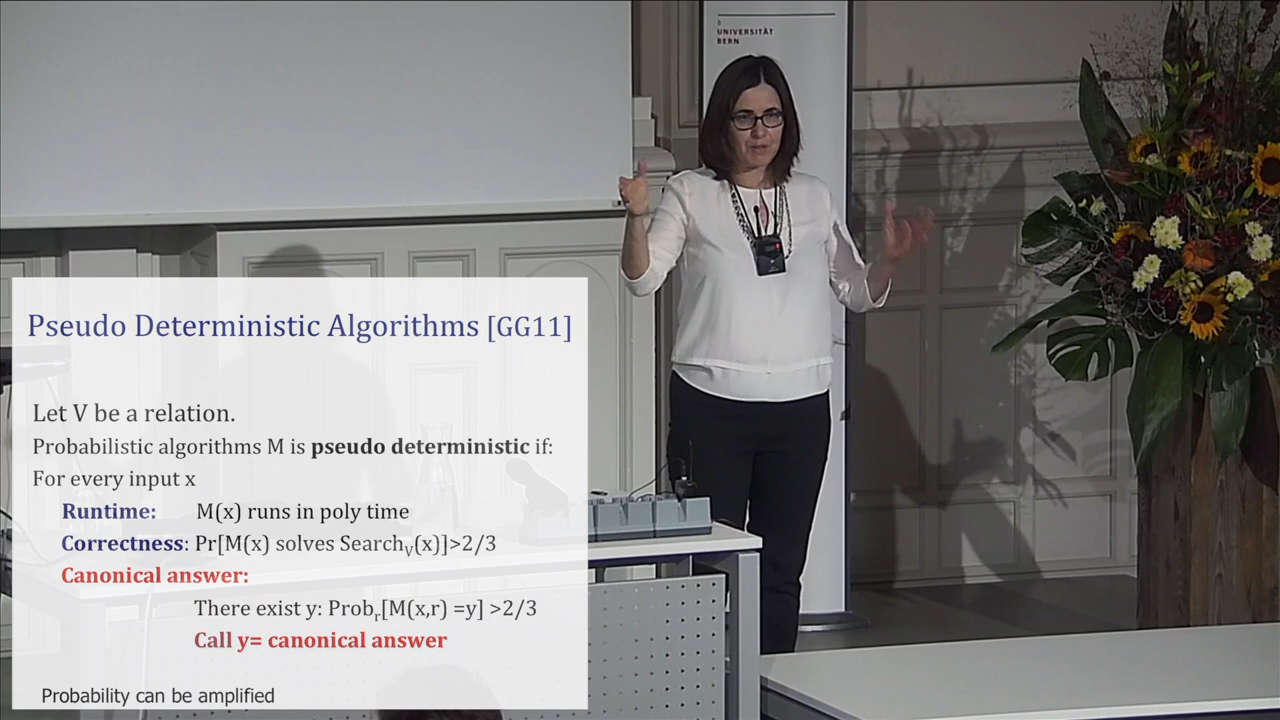 UNIVERSITÄT
BERN
Pseudo Deterministic Algorithms [GG11]
Let V be a relation.
Probabilistic algorithms M is pseudo deterministic if:
For every input x
Runtime: M(x) runs in poly time
Correctness: Pr[M(x) solves Search_V(x)]>2/3
Canonical answer:
There exist y: Prob_r[M(x,r) =y] >2/3
Call y= canonical answer
Probability can be amplified